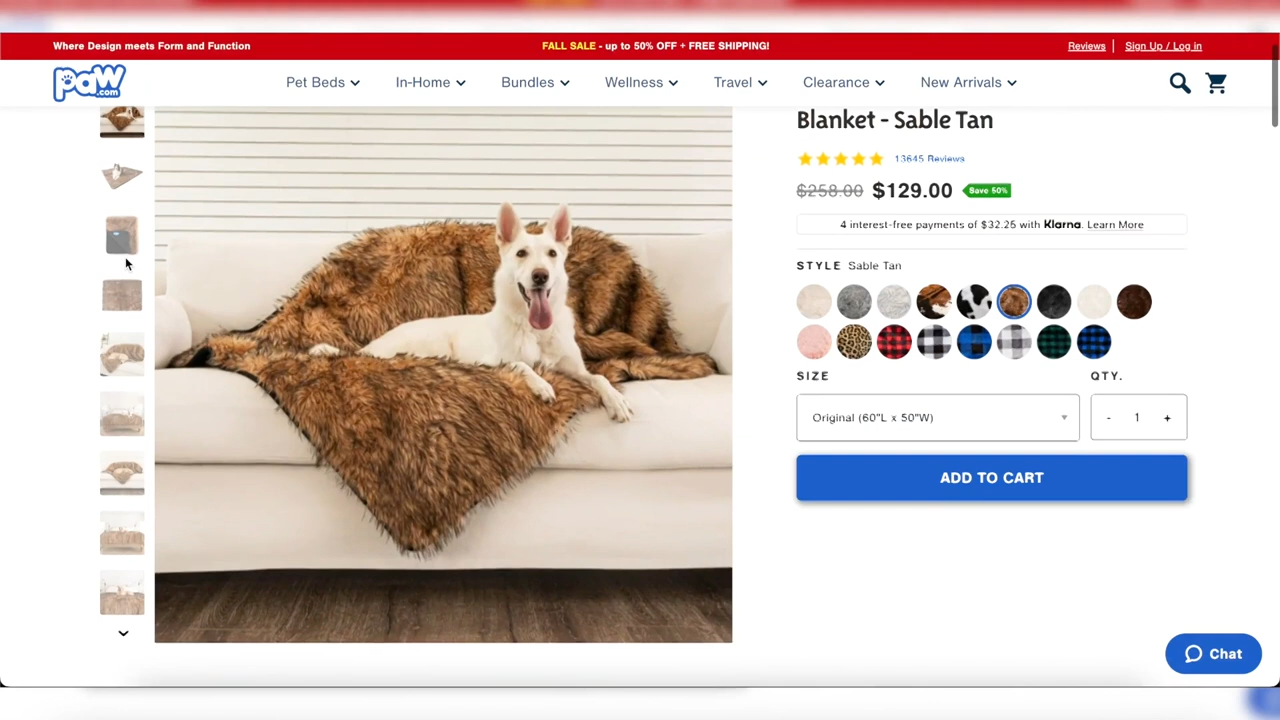 Where Design meets Form and Function
FALL SALE - up to 50% OFF + FREE SHIPPING!
Reviews | Sign Up / Log in
paw.com
Pet Beds
In-Home
Bundles
Wellness
Travel
Clearance
New Arrivals
Blanket - Sable Tan
13645 Reviews
$258.00 $129.00 Save 50%
4 interest-free payments of $32.25 with Klarna. Learn More
STYLE Sable Tan
SIZE
QTY.
Original (60"L x 50"W)
- 1 +
ADD TO CART
Chat